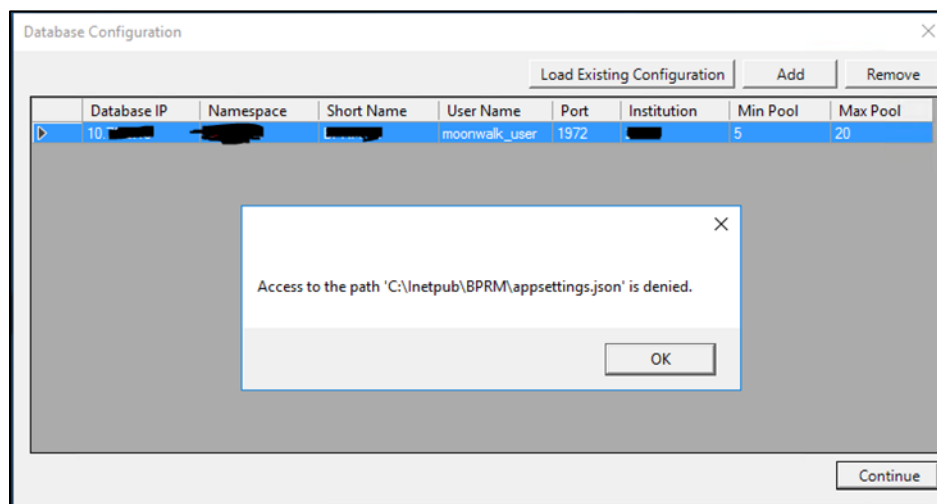 Database Configuration
Load Existing Configuration Add Remove
Database IP Namespace Short Name User Name Port Institution Min Pool Max Pool
10. moonwalk_user 1972 5 20
Access to the path 'C:\Inetpub\BPRM\appsettings.json' is denied.
OK
Continue